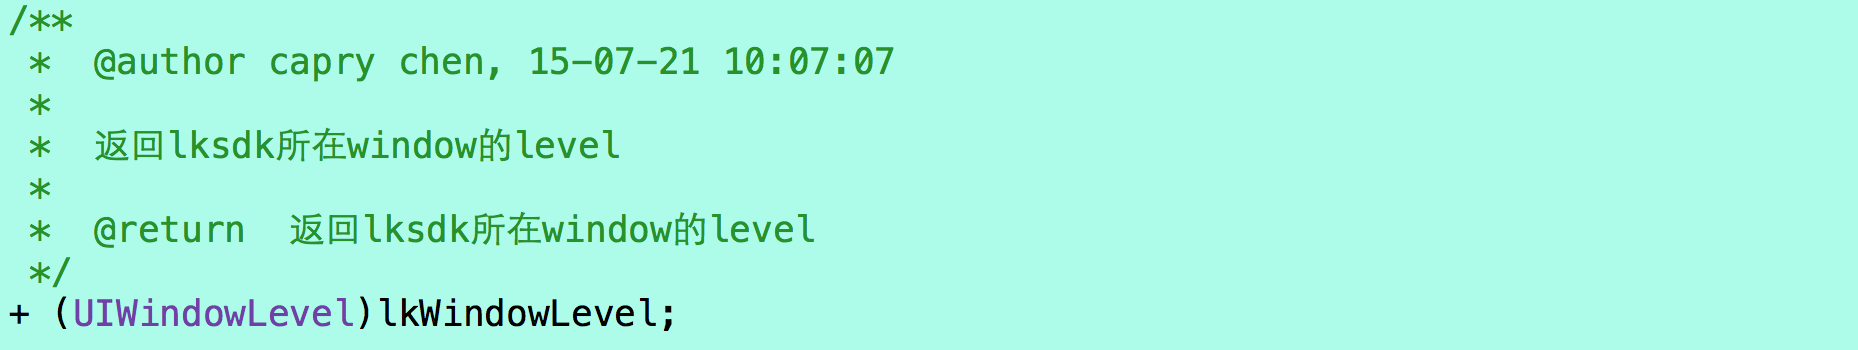 /**
 *  @author capry chen, 15-07-21 10:07:07
 *
 *  返回lksdk所在window的level
 *
 *  @return  返回lksdk所在window的level
 */
+ (UIWindowLevel)lkWindowLevel;